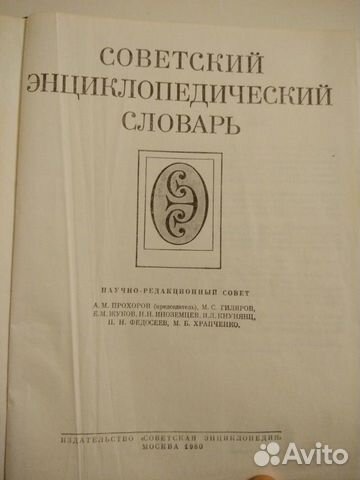 СОВЕТСКИЙ
ЭНЦИКЛОПЕДИЧЕСКИЙ
СЛОВАРЬ
СЭС
НАУЧНО-РЕДАКЦИОННЫЙ СОВЕТ
А. М. ПРОХОРОВ (председатель), М. С. ГИЛЯРОВ,
Е. М. ЖУКОВ, Н. Н. ИНОЗЕМЦЕВ, И. Л. КНУНЯНЦ,
П. Н. ФЕДОСЕЕВ, М. Б. ХРАПЧЕНКО.
ИЗДАТЕЛЬСТВО «СОВЕТСКАЯ ЭНЦИКЛОПЕДИЯ»
МОСКВА 1980
Avito